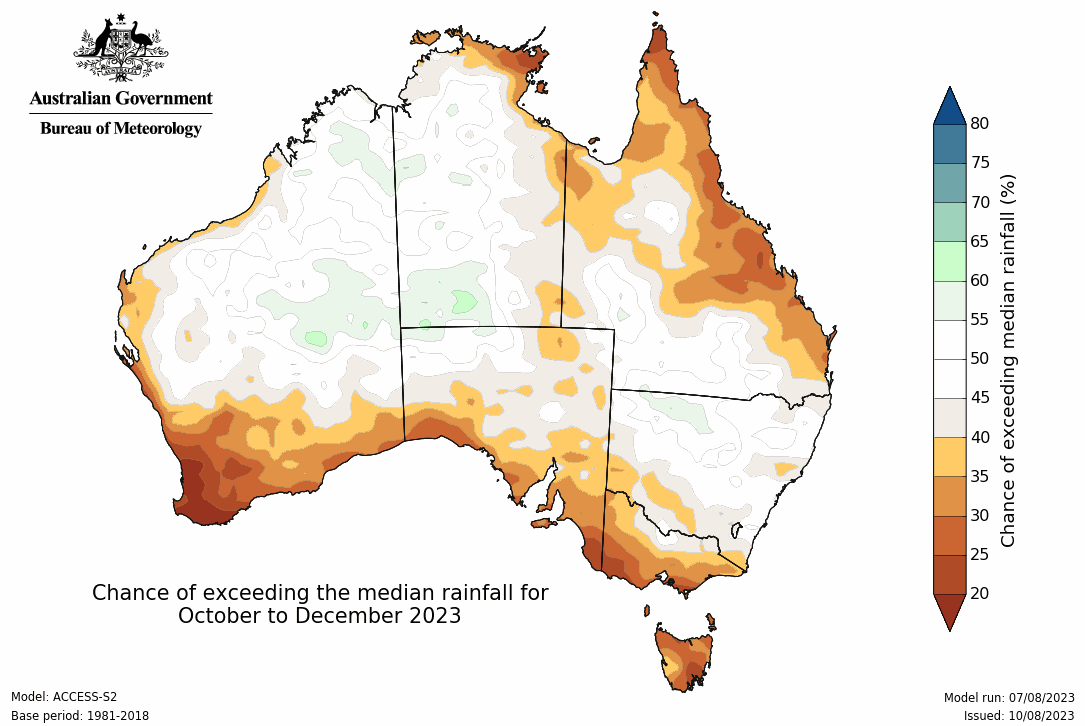 AUSTRALIA
Australian Government
Bureau of Meteorology
80
75
70
65
60
55
50
45
40
35
30
25
20
Chance of exceeding median rainfall (%)
Chance of exceeding the median rainfall for
October to December 2023
Model: ACCESS-S2
Base period: 1981-2018
Model run: 07/08/2023
Issued: 10/08/2023